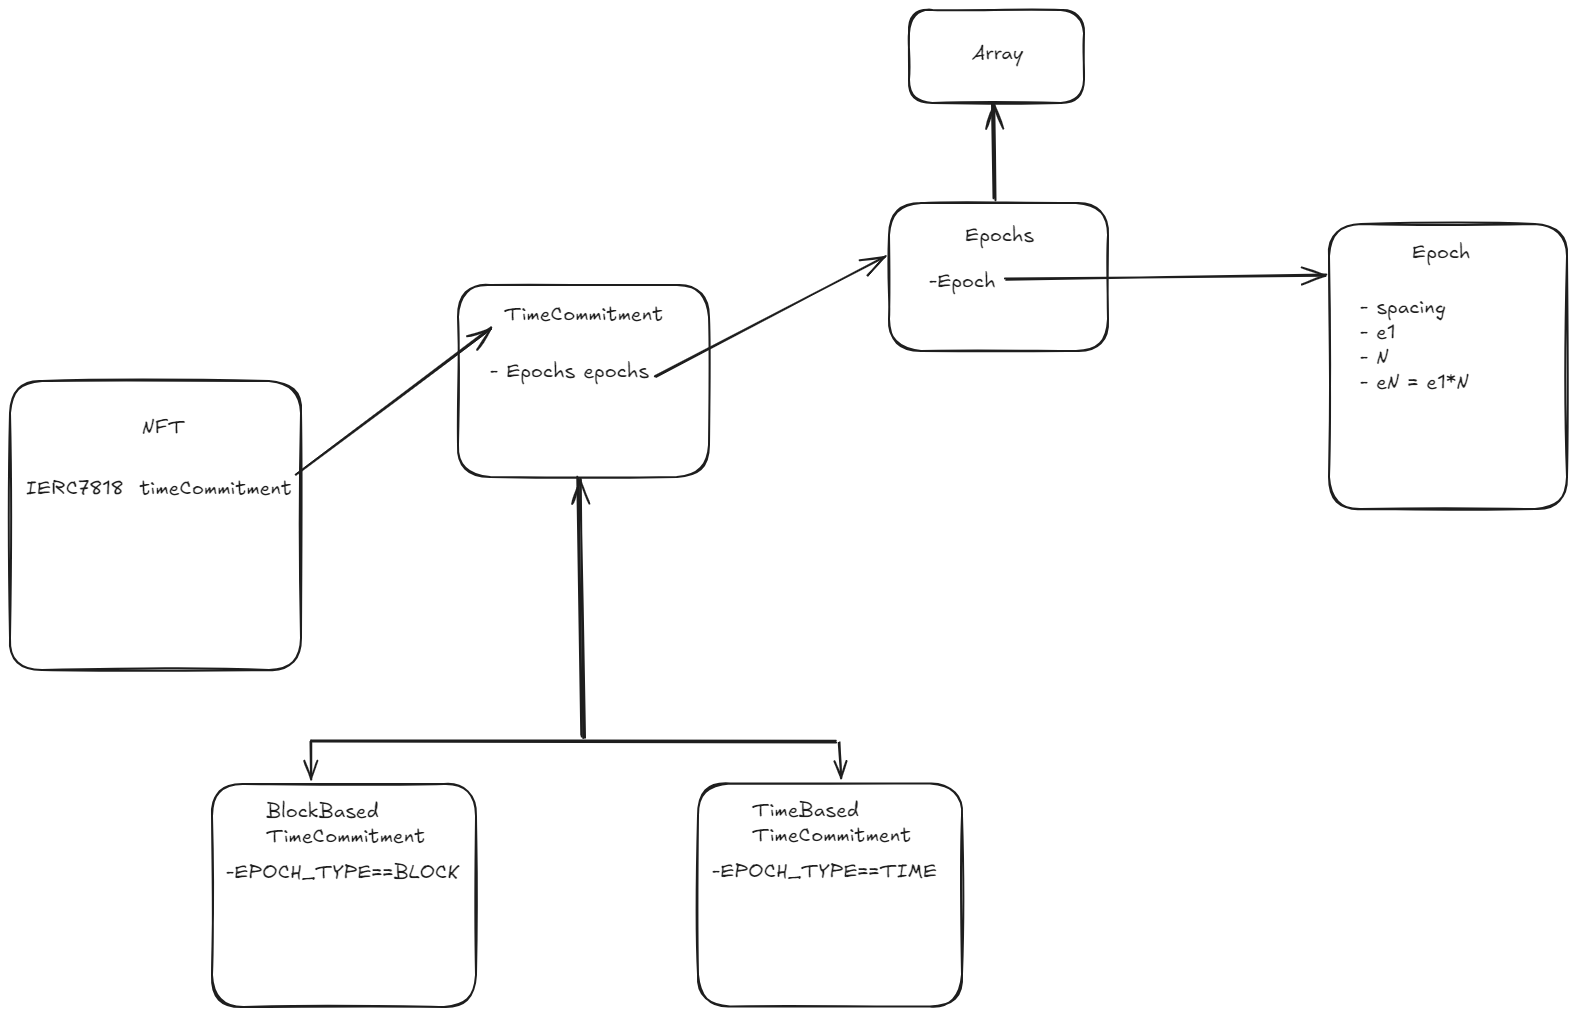 Array
Epochs
-Epoch
Epoch
- spacing
- e1
- N
- eN = e1*N
TimeCommitment
- Epochs epochs
NFT
IERC7818 timeCommitment
BlockBased
TimeCommitment
-EPOCH_TYPE==BLOCK
TimeBased
TimeCommitment
-EPOCH_TYPE==TIME